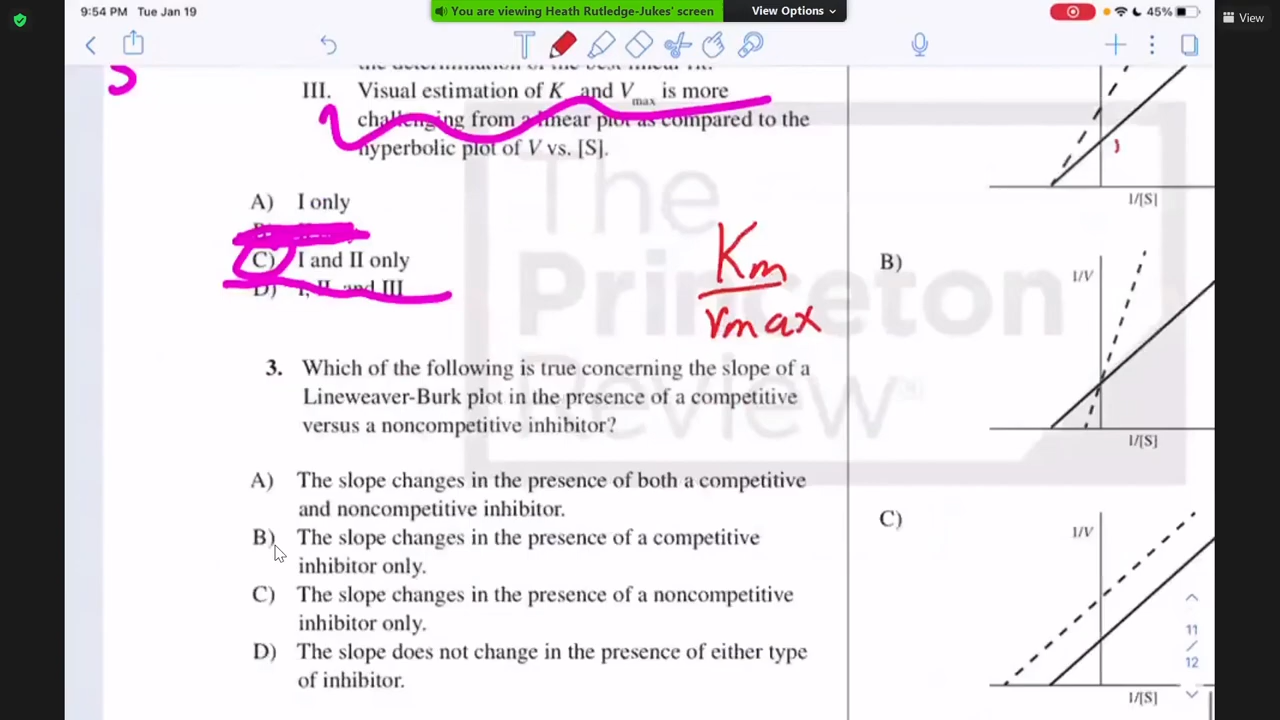 9:54 PM Tue Jan 19
You are viewing Heath Rutledge-Jukes' screen
View Options
45%
View
III. Visual estimation of K and Vmax is more
challenging from a linear plot as compared to the
hyperbolic plot of V vs. [S].
A) I only
C) I and II only
D) I, II, and III
Km
Vmax
The
Princeton
Review
3. Which of the following is true concerning the slope of a
Lineweaver-Burk plot in the presence of a competitive
versus a noncompetitive inhibitor?
A) The slope changes in the presence of both a competitive
and noncompetitive inhibitor.
B) The slope changes in the presence of a competitive
inhibitor only.
C) The slope changes in the presence of a noncompetitive
inhibitor only.
D) The slope does not change in the presence of either type
of inhibitor.
1/[S]
B)
1/V
1/[S]
C)
1/V
1/[S]
11
/
12